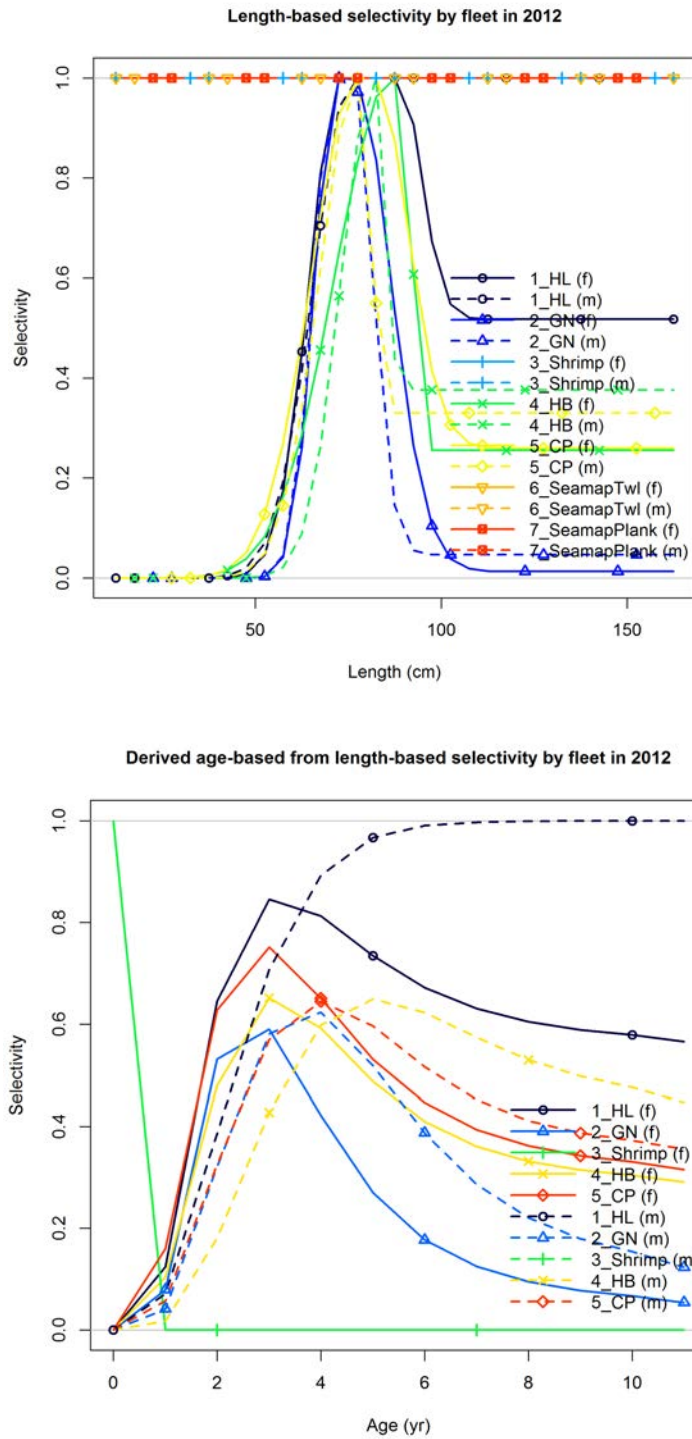 Length-based selectivity by fleet in 2012
1.0
0.8
0.6
0.4
0.2
0.0
Selectivity
1_HL (f)
1_HL (m)
2_GN (f)
2_GN (m)
3_Shrimp (f)
3_Shrimp (m)
4_HB (f)
4_HB (m)
5_CP (f)
5_CP (m)
6_SeamapTwl (f)
6_SeamapTwl (m)
7_SeamapPlank (f)
7_SeamapPlank (m)
50 100 150
Length (cm)
Derived age-based from length-based selectivity by fleet in 2012
1.0
0.8
0.6
0.4
0.2
0.0
Selectivity
1_HL (f)
2_GN (f)
3_Shrimp (f)
4_HB (f)
5_CP (f)
1_HL (m)
2_GN (m)
3_Shrimp (m
4_HB (m)
5_CP (m)
0 2 4 6 8 10
Age (yr)